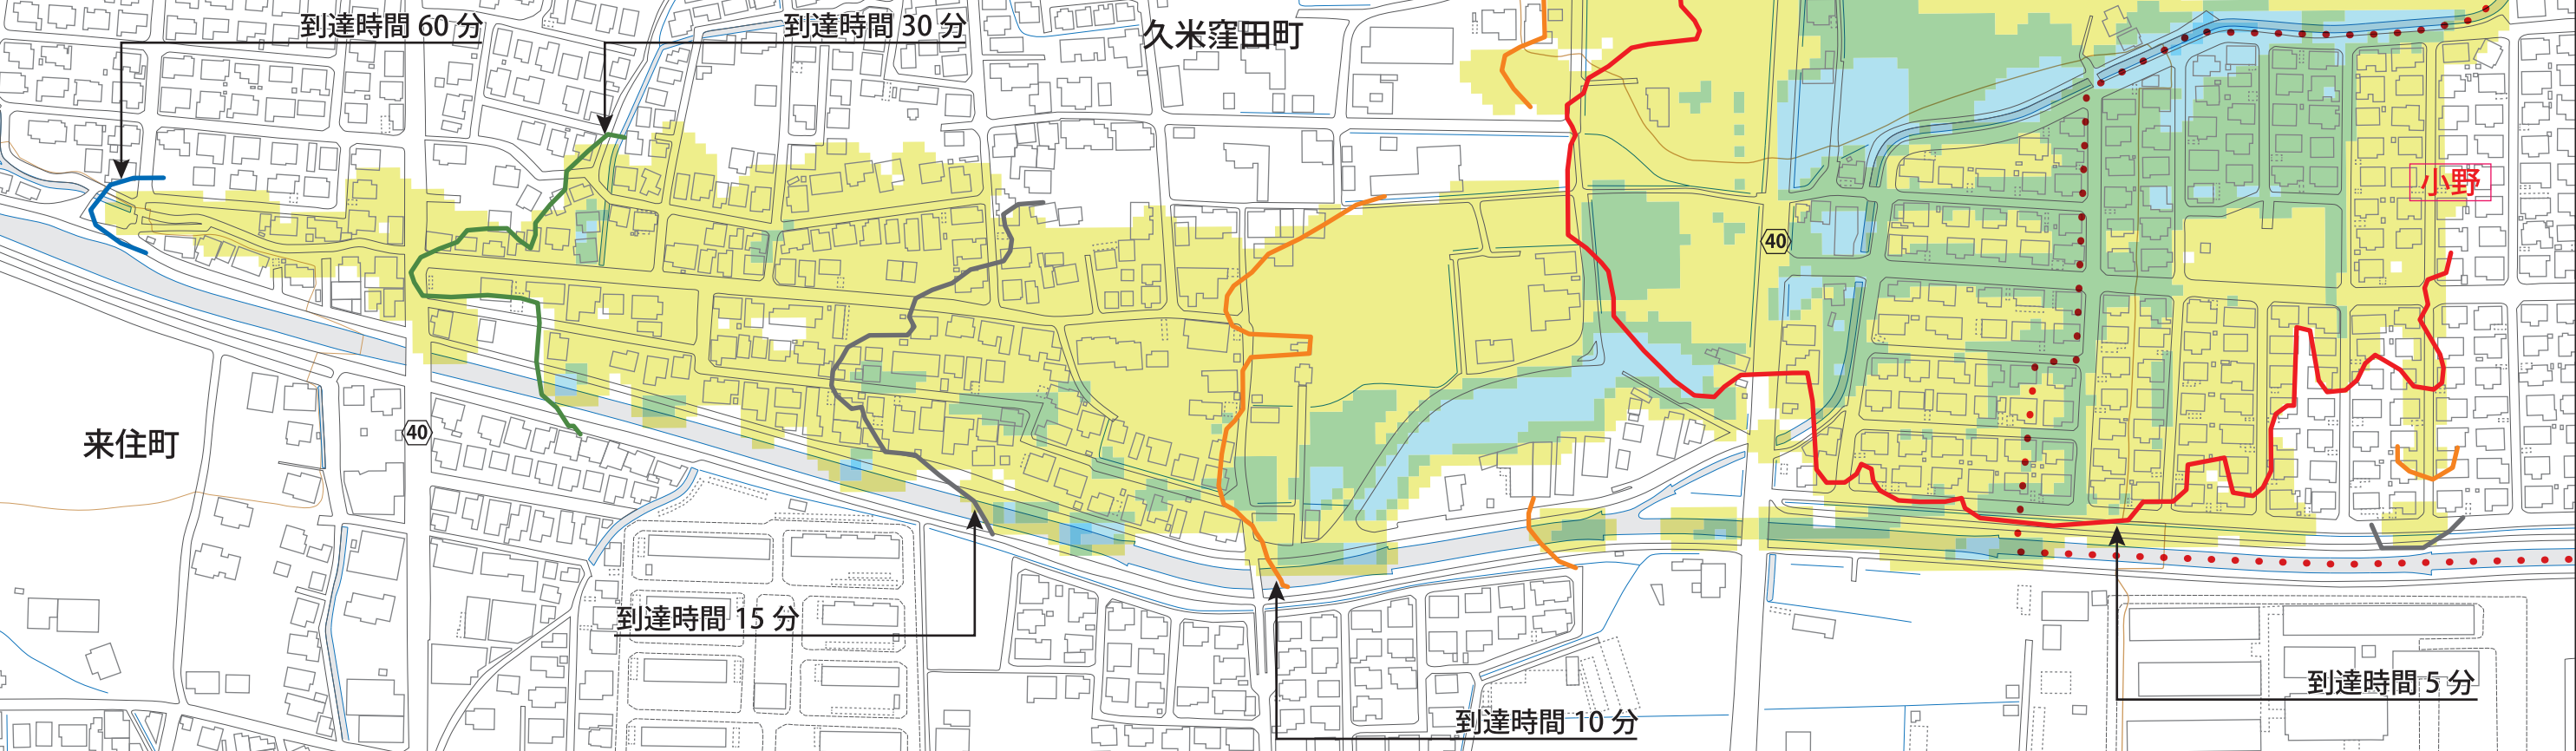 到達時間 60 分
到達時間 30 分
久米窪田町
小野
40
来住町
40
到達時間 15 分
到達時間 5 分
到達時間 10 分